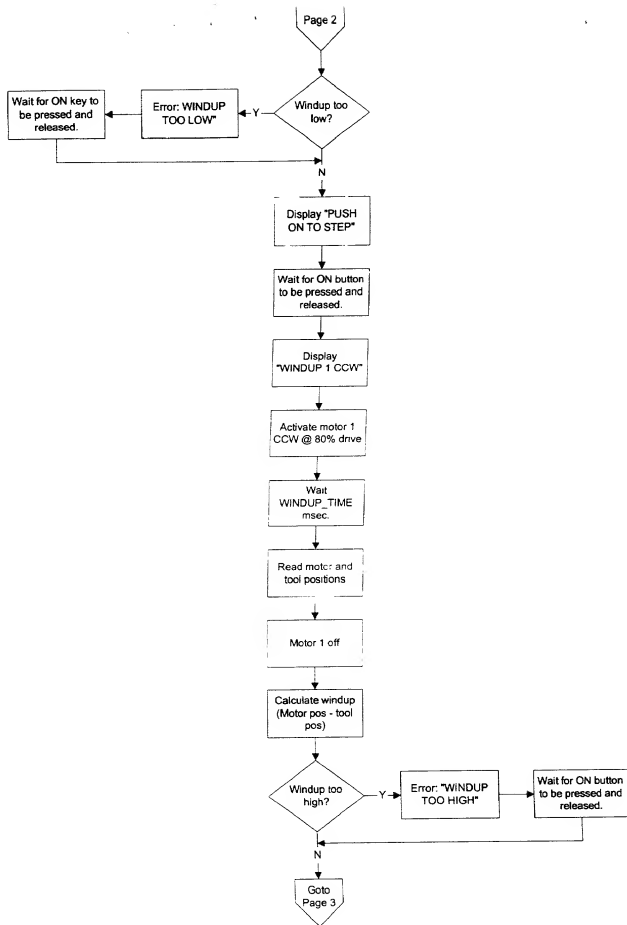 Page 2
Windup too
low?
Y
Error: WINDUP
TOO LOW"
Wait for ON key to
be pressed and
released.
N
Display "PUSH
ON TO STEP"
Wait for ON button
to be pressed and
released.
Display
"WINDUP 1 CCW"
Activate motor 1
CCW @ 80% drive
Wait
WINDUP_TIME
msec.
Read motor and
tool positions
Motor 1 off
Calculate windup
(Motor pos - tool
pos)
Windup too
high?
Y
Error: "WINDUP
TOO HIGH"
Wait for ON button
to be pressed and
released.
N
Goto
Page 3